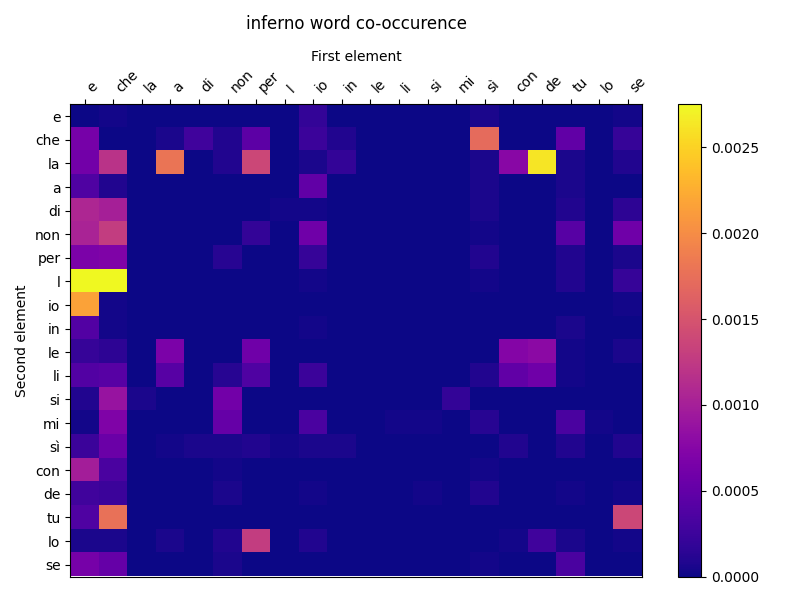 inferno word co-occurence
First element
e che la a di non per l io in le li si mi sì con de tu lo se
Second element
e
che
la
a
di
non
per
l
io
in
le
li
si
mi
sì
con
de
tu
lo
se
0.0025
0.0020
0.0015
0.0010
0.0005
0.0000